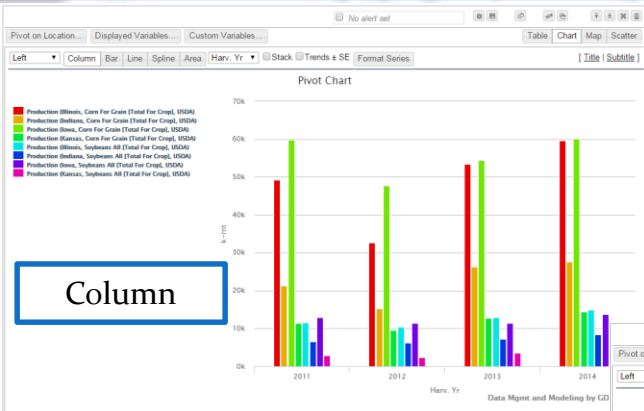 No alert set
Pivot on Location... Displayed Variables... Custom Variables... Table Chart Map Scatter
Left Column Bar Line Spline Area Harv. Yr Stack Trends ± SE Format Series [ Title | Subtitle ]
Pivot Chart
Production (Illinois, Corn For Grain [Total For Crop], USDA)
Production (Indiana, Corn For Grain [Total For Crop], USDA)
Production (Iowa, Corn For Grain [Total For Crop], USDA)
Production (Kansas, Corn For Grain [Total For Crop], USDA)
Production (Illinois, Soybeans All [Total For Crop], USDA)
Production (Indiana, Soybeans All [Total For Crop], USDA)
Production (Iowa, Soybeans All [Total For Crop], USDA)
Production (Kansas, Soybeans All [Total For Crop], USDA)
70k
60k
50k
40k
k-mt
30k
20k
10k
0k
Column
2011 2012 2013 2014
Harv. Yr
Data Mgmt and Modeling by GD
Pivot o
Left